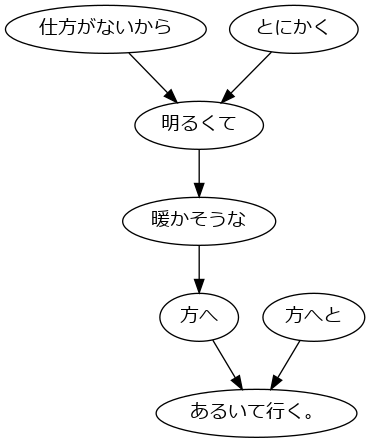 仕方がないから
とにかく
明るくて
暖かそうな
方へ
方へと
あるいて行く。